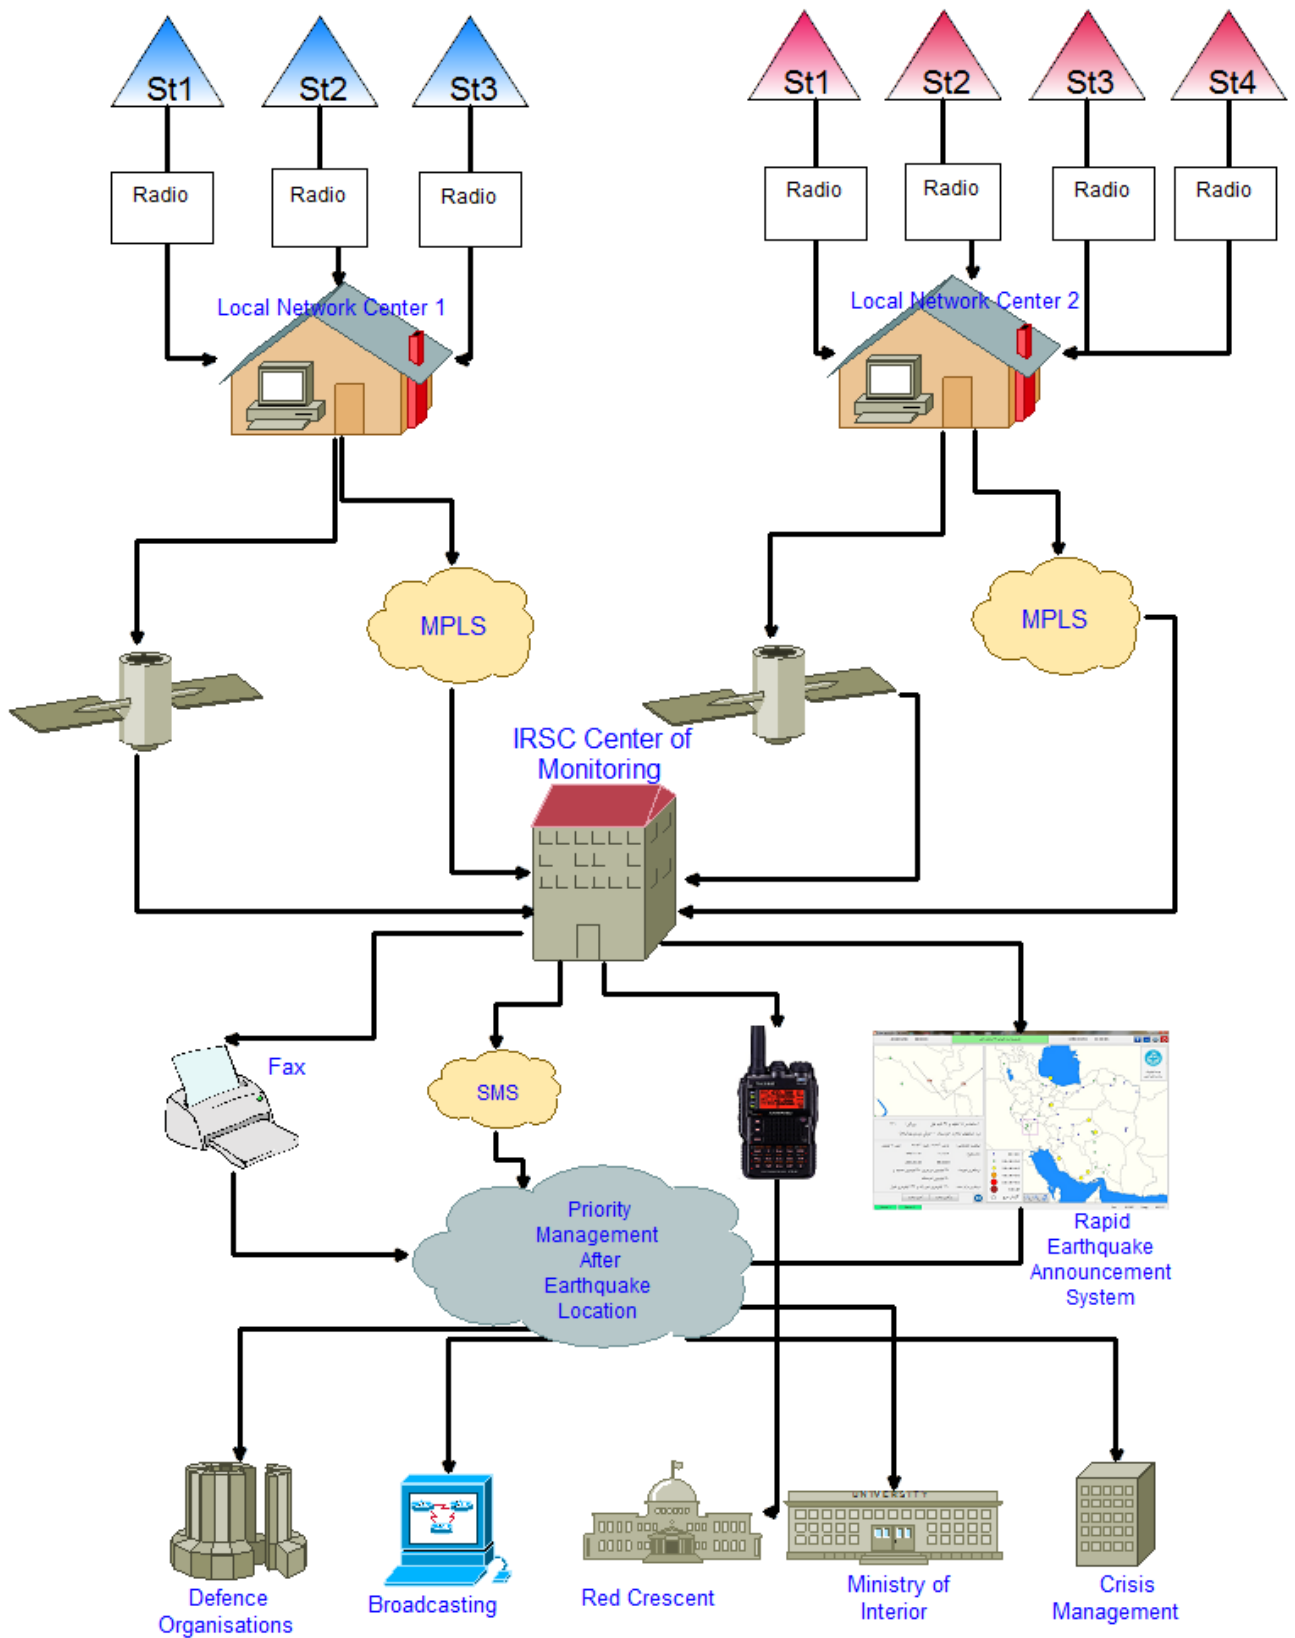 St1
St2
St3
St1
St2
St3
St4
Radio
Radio
Radio
Radio
Radio
Radio
Radio
Local Network Center 1
Local Network Center 2
MPLS
MPLS
IRSC Center of
Monitoring
Fax
SMS
Priority
Management
After
Earthquake
Location
Rapid
Earthquake
Announcement
System
UNIVERSITY
Defence
Organisations
Broadcasting
Red Crescent
Ministry of
Interior
Crisis
Management